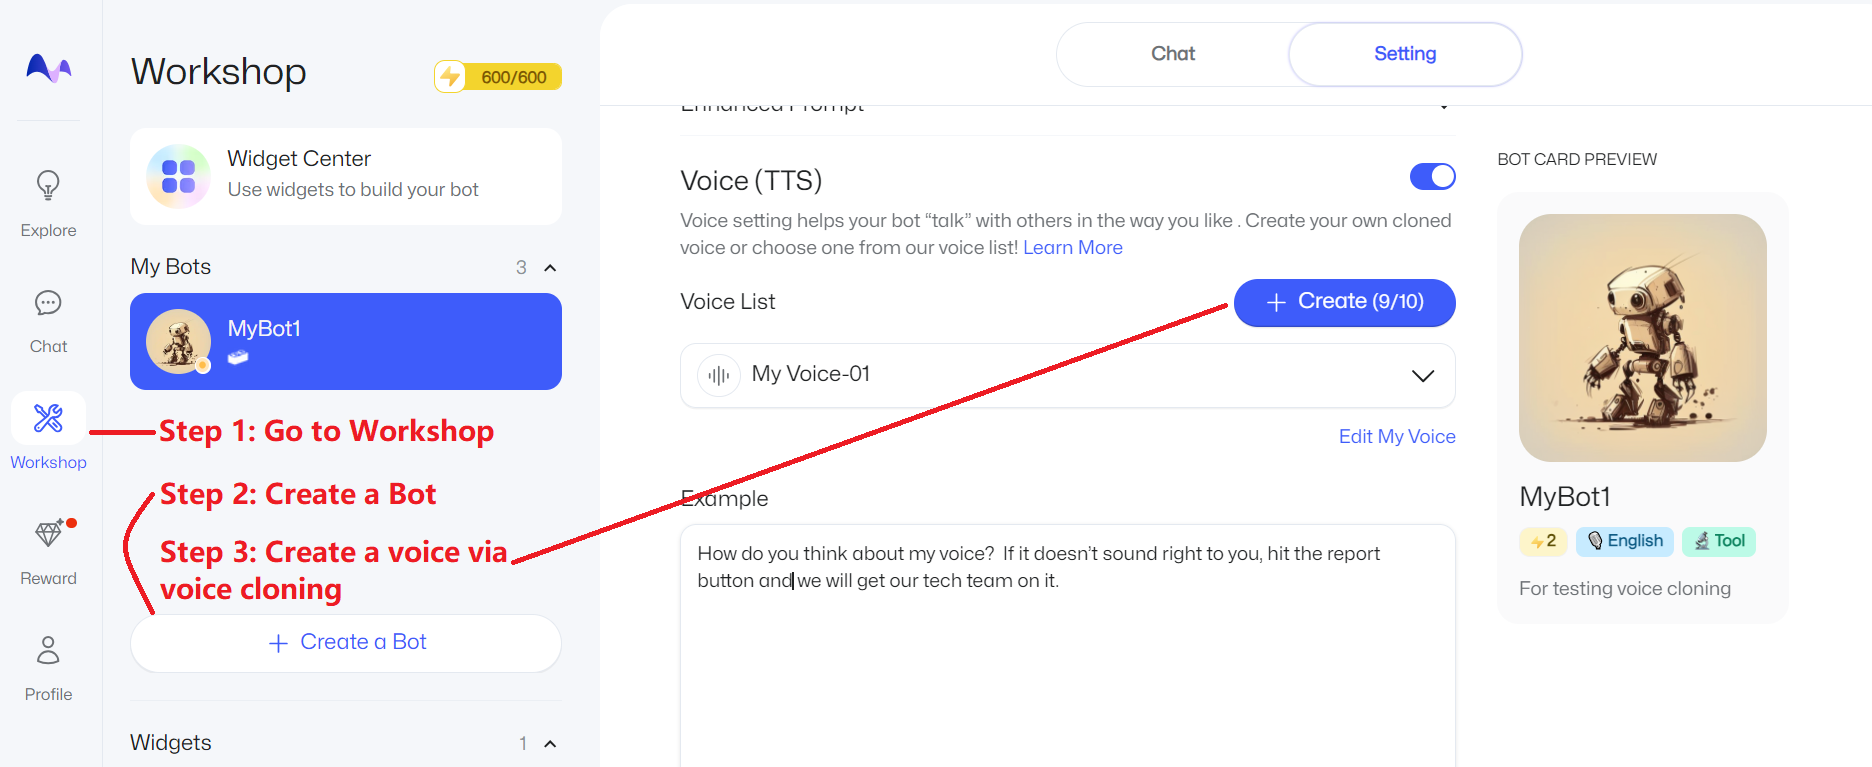 Workshop
600/600
Chat
Setting
Enhanced Prompt
Widget Center
Use widgets to build your bot
Explore
My Bots
3
MyBot1
Chat
Step 1: Go to Workshop
Workshop
Step 2: Create a Bot
Step 3: Create a voice via
voice cloning
Reward
+ Create a Bot
Profile
Widgets
1
Voice (TTS)
Voice setting helps your bot “talk” with others in the way you like . Create your own cloned
voice or choose one from our voice list! Learn More
Voice List
+ Create (9/10)
My Voice-01
Edit My Voice
Example
How do you think about my voice? If it doesn’t sound right to you, hit the report
button and we will get our tech team on it.
BOT CARD PREVIEW
MyBot1
2
English
Tool
For testing voice cloning